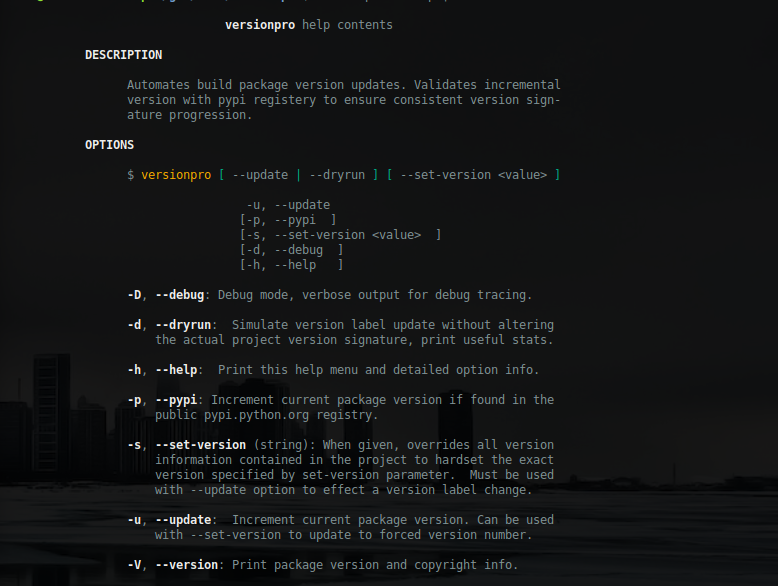 versionpro help contents
DESCRIPTION
Automates build package version updates. Validates incremental
version with pypi registery to ensure consistent version sign-
ature progression.
OPTIONS
$ versionpro [ --update | --dryrun ] [ --set-version <value> ]
-u, --update
[-p, --pypi  ]
[-s, --set-version <value>  ]
[-d, --debug  ]
[-h, --help   ]
-D, --debug: Debug mode, verbose output for debug tracing.
-d, --dryrun:  Simulate version label update without altering
the actual project version signature, print useful stats.
-h, --help:  Print this help menu and detailed option info.
-p, --pypi: Increment current package version if found in the
public pypi.python.org registry.
-s, --set-version (string): When given, overrides all version
information contained in the project to hardset the exact
version specified by set-version parameter.  Must be used
with --update option to effect a version label change.
-u, --update:  Increment current package version. Can be used
with --set-version to update to forced version number.
-V, --version: Print package version and copyright info.